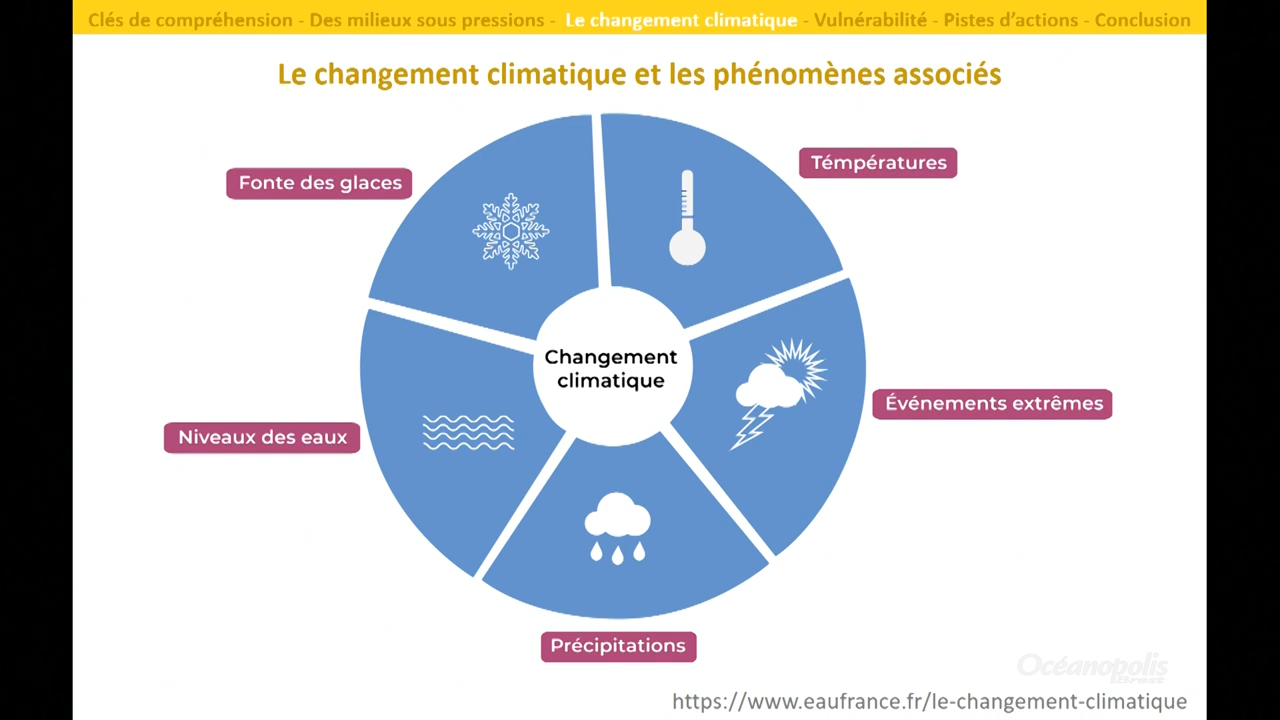 Clés de compréhension - Des milieux sous pressions - Le changement climatique - Vulnérabilité - Pistes d'actions - Conclusion
Le changement climatique et les phénomènes associés
Fonte des glaces
Témpératures
Changement
climatique
Événements extrêmes
Niveaux des eaux
Précipitations
Océanopolis
Brest
https://www.eaufrance.fr/le-changement-climatique